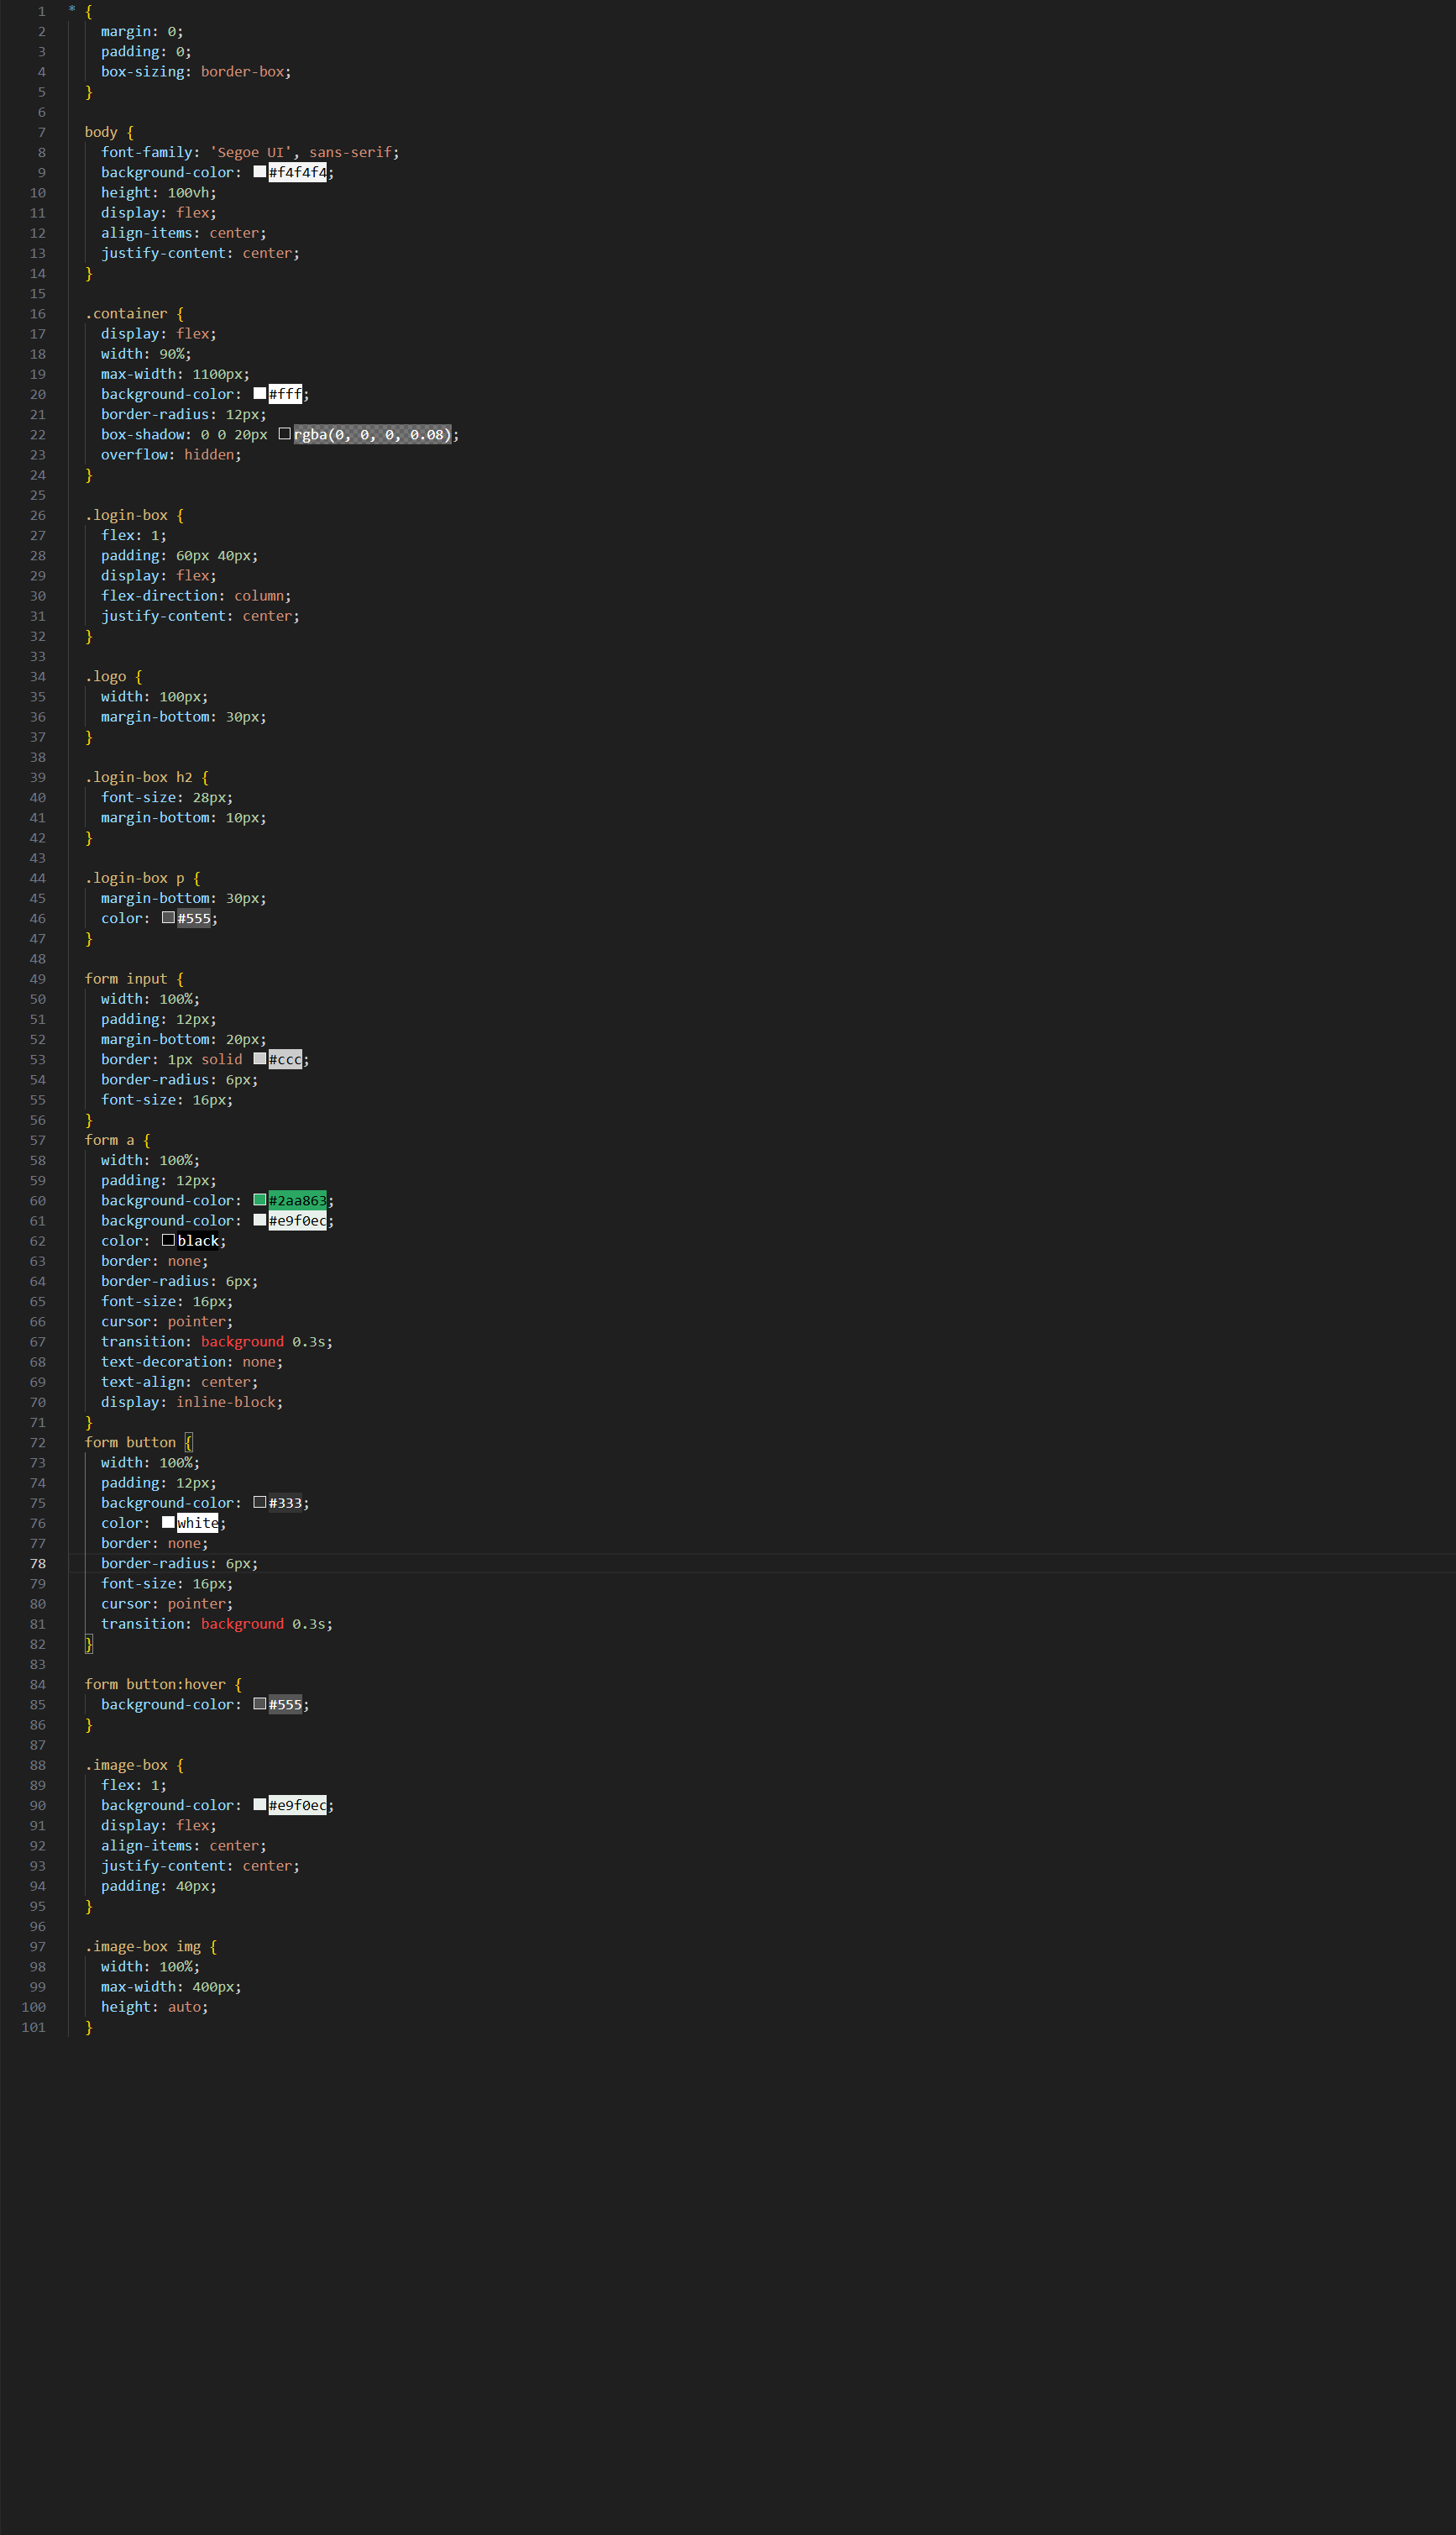 1 * {
2 margin: 0;
3 padding: 0;
4 box-sizing: border-box;
5 }
6
7 body {
8 font-family: 'Segoe UI', sans-serif;
9 background-color: #f4f4f4;
10 height: 100vh;
11 display: flex;
12 align-items: center;
13 justify-content: center;
14 }
15
16 .container {
17 display: flex;
18 width: 90%;
19 max-width: 1100px;
20 background-color: #fff;
21 border-radius: 12px;
22 box-shadow: 0 0 20px rgba(0, 0, 0, 0.08);
23 overflow: hidden;
24 }
25
26 .login-box {
27 flex: 1;
28 padding: 60px 40px;
29 display: flex;
30 flex-direction: column;
31 justify-content: center;
32 }
33
34 .logo {
35 width: 100px;
36 margin-bottom: 30px;
37 }
38
39 .login-box h2 {
40 font-size: 28px;
41 margin-bottom: 10px;
42 }
43
44 .login-box p {
45 margin-bottom: 30px;
46 color: #555;
47 }
48
49 form input {
50 width: 100%;
51 padding: 12px;
52 margin-bottom: 20px;
53 border: 1px solid #ccc;
54 border-radius: 6px;
55 font-size: 16px;
56 }
57 form a {
58 width: 100%;
59 padding: 12px;
60 background-color: #2aa863;
61 background-color: #e9f0ec;
62 color: black;
63 border: none;
64 border-radius: 6px;
65 font-size: 16px;
66 cursor: pointer;
67 transition: background 0.3s;
68 text-decoration: none;
69 text-align: center;
70 display: inline-block;
71 }
72 form button {
73 width: 100%;
74 padding: 12px;
75 background-color: #333;
76 color: white;
77 border: none;
78 border-radius: 6px;
79 font-size: 16px;
80 cursor: pointer;
81 transition: background 0.3s;
82 }
83
84 form button:hover {
85 background-color: #555;
86 }
87
88 .image-box {
89 flex: 1;
90 background-color: #e9f0ec;
91 display: flex;
92 align-items: center;
93 justify-content: center;
94 padding: 40px;
95 }
96
97 .image-box img {
98 width: 100%;
99 max-width: 400px;
100 height: auto;
101 }